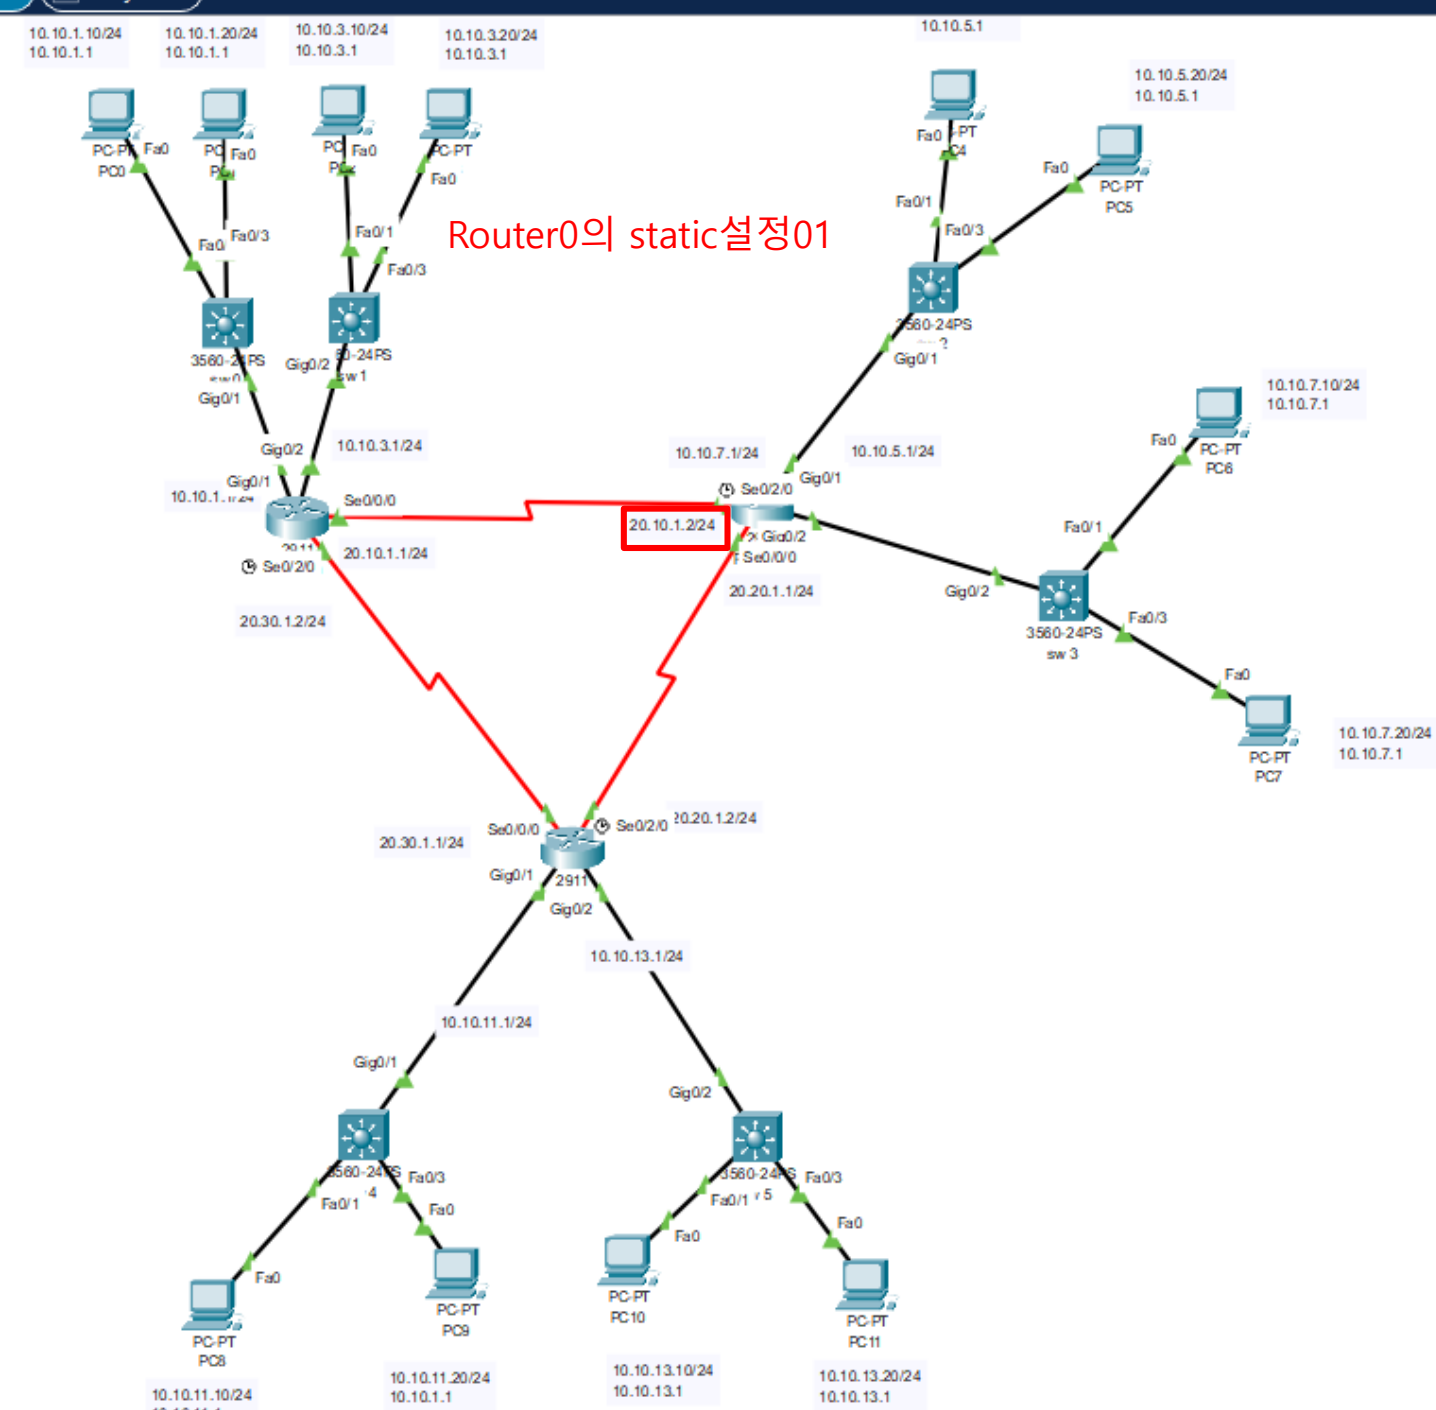 10.10.1.10/24
10.10.1.1
10.10.1.20/24
10.10.1.1
10.10.3.10/24
10.10.3.1
10.10.3.20/24
10.10.3.1
10.10.5.1
10.10.5.20/24
10.10.5.1
PC-PT
PC0
Fa0
Fa0
Fa0
PC-PT
Fa0
Fa0
Fa0
PC-PT
PC5
Fa0/3
Fa0/1
Fa0/3
Router0의 static설정01
Fa0/1
Fa0/3
3560-24PS
Gig0/1
Gig0/2
sw1
3560-24PS
Gig0/1
10.10.7.10/24
10.10.7.1
Fa0
PC-PT
PC6
Gig0/2
10.10.3.1/24
Gig0/1
Se0/0/0
10.10.7.1/24
10.10.5.1/24
Se0/2/0
Gig0/1
20.10.1.2/24
Gig0/2
Se0/0/0
20.10.1.1/24
Se0/2/0
20.30.1.2/24
20.20.1.1/24
Fa0/1
Gig0/2
3560-24PS
sw3
Fa0/3
Fa0
PC-PT
PC7
10.10.7.20/24
10.10.7.1
Se0/0/0
Se0/2/0
20.20.1.2/24
20.30.1.1/24
Gig0/1
2911
Gig0/2
10.10.13.1/24
10.10.11.1/24
Gig0/1
Gig0/2
Fa0/3
Fa0/1
Fa0
Fa0
Fa0/3
Fa0/1
Fa0
Fa0
PC-PT
PC8
PC-PT
PC9
PC-PT
PC10
PC-PT
PC11
10.10.11.10/24
10.10.11.20/24
10.10.1.1
10.10.13.10/24
10.10.13.1
10.10.13.20/24
10.10.13.1